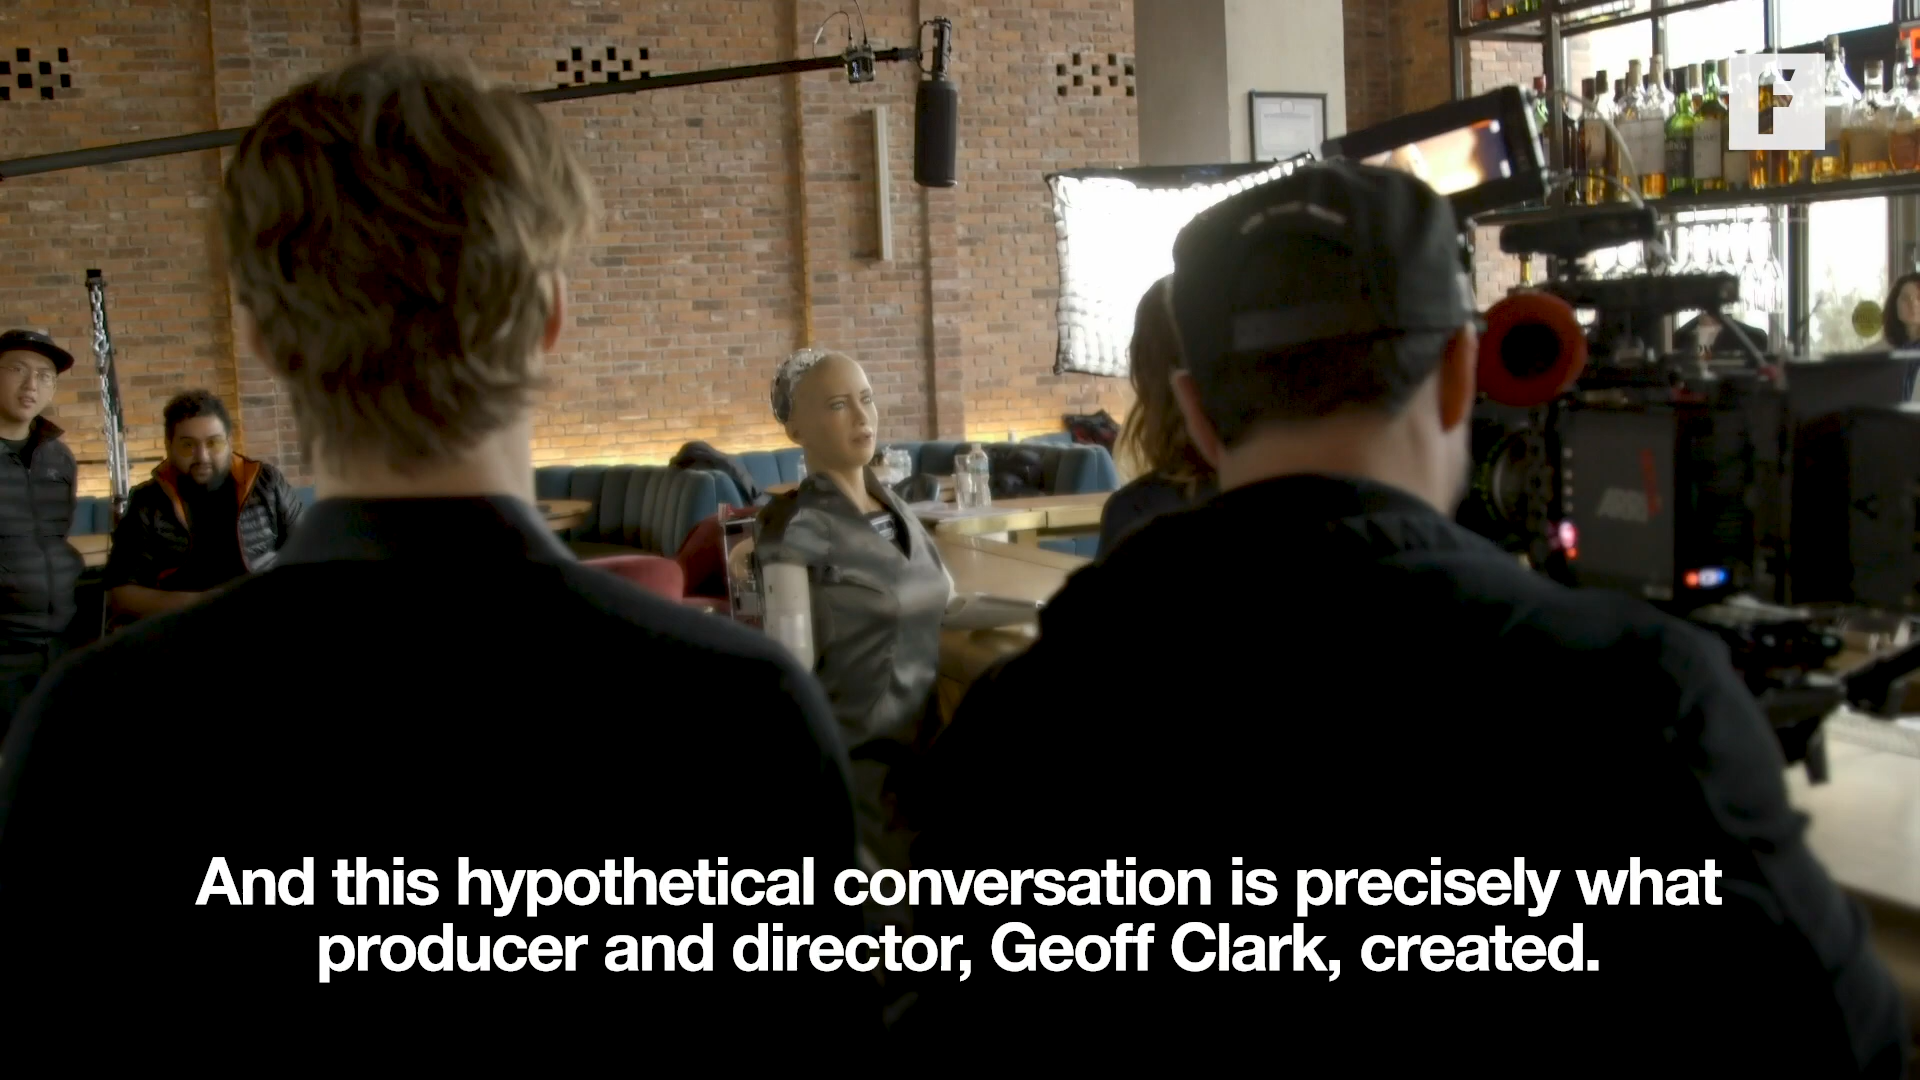 F
And this hypothetical conversation is precisely what
producer and director, Geoff Clark, created.